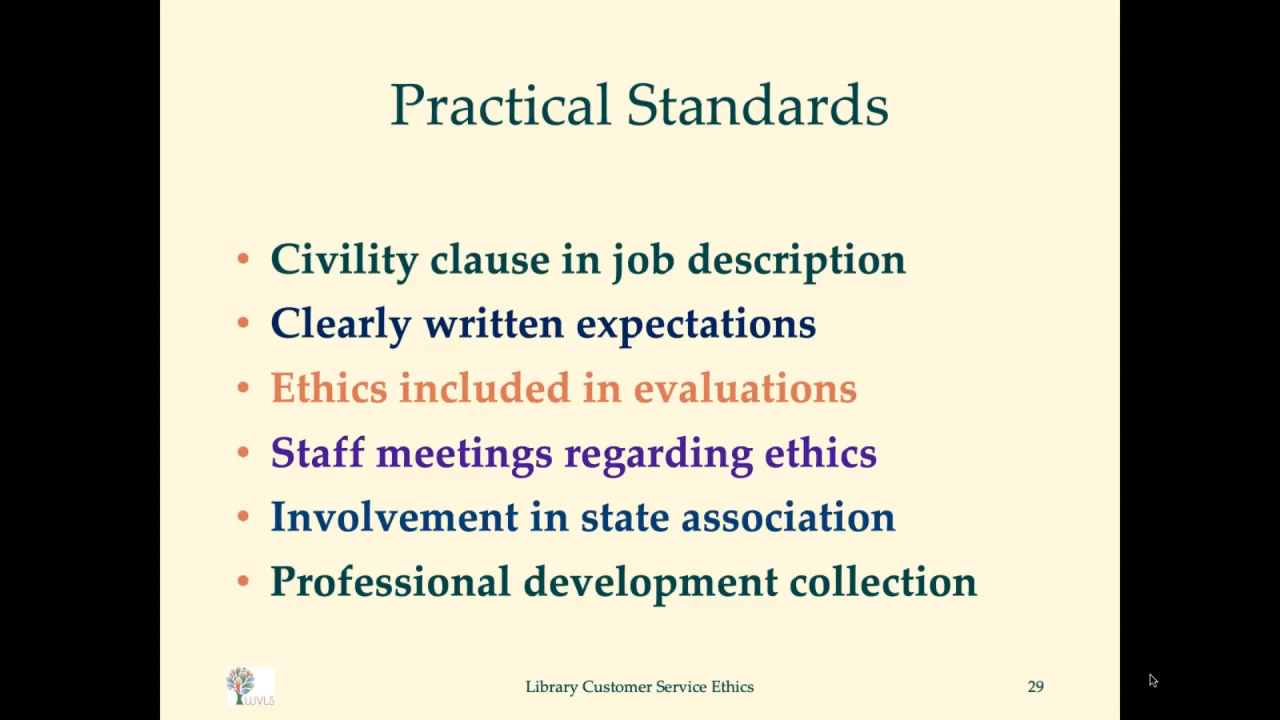 Practical Standards
• Civility clause in job description
• Clearly written expectations
• Ethics included in evaluations
• Staff meetings regarding ethics
• Involvement in state association
• Professional development collection
WVLS
Library Customer Service Ethics
29